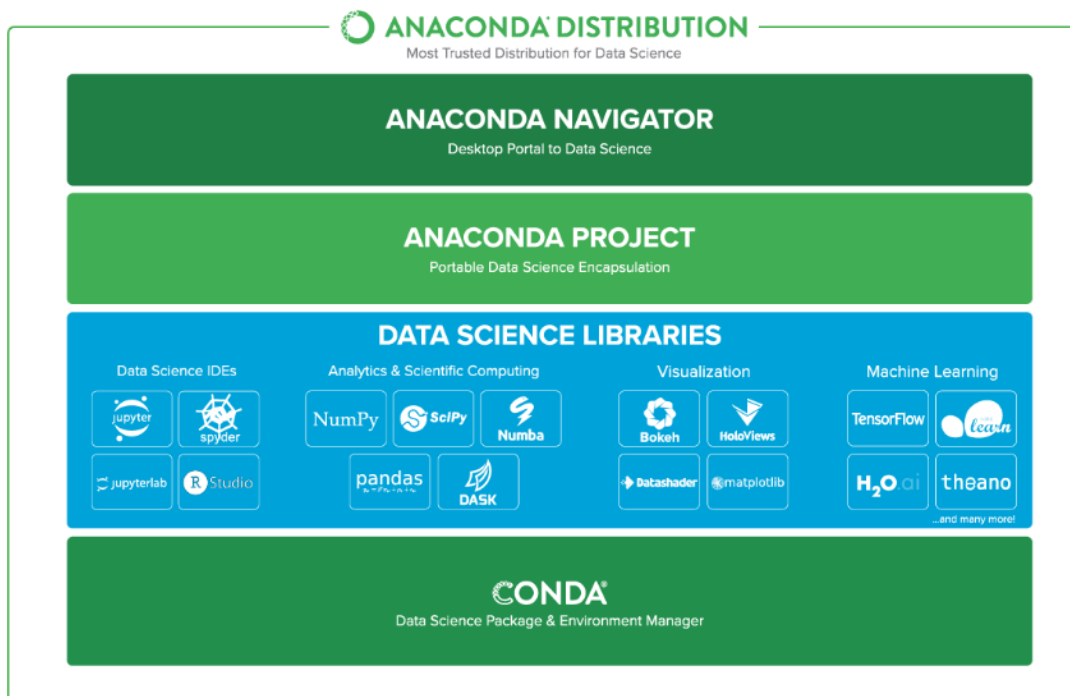 ANACONDA® DISTRIBUTION
Most Trusted Distribution for Data Science
ANACONDA NAVIGATOR
Desktop Portal to Data Science
ANACONDA PROJECT
Portable Data Science Encapsulation
DATA SCIENCE LIBRARIES
Data Science IDEs
Analytics & Scientific Computing
Visualization
Machine Learning
jupyter
spyder
NumPy
SciPy
Numba
Bokeh
HoloViews
TensorFlow
learn
jupyterlab
R Studio
pandas
DASK
Datashader
matplotlib
H2O.ai
theano
...and many more!
CONDA®
Data Science Package & Environment Manager